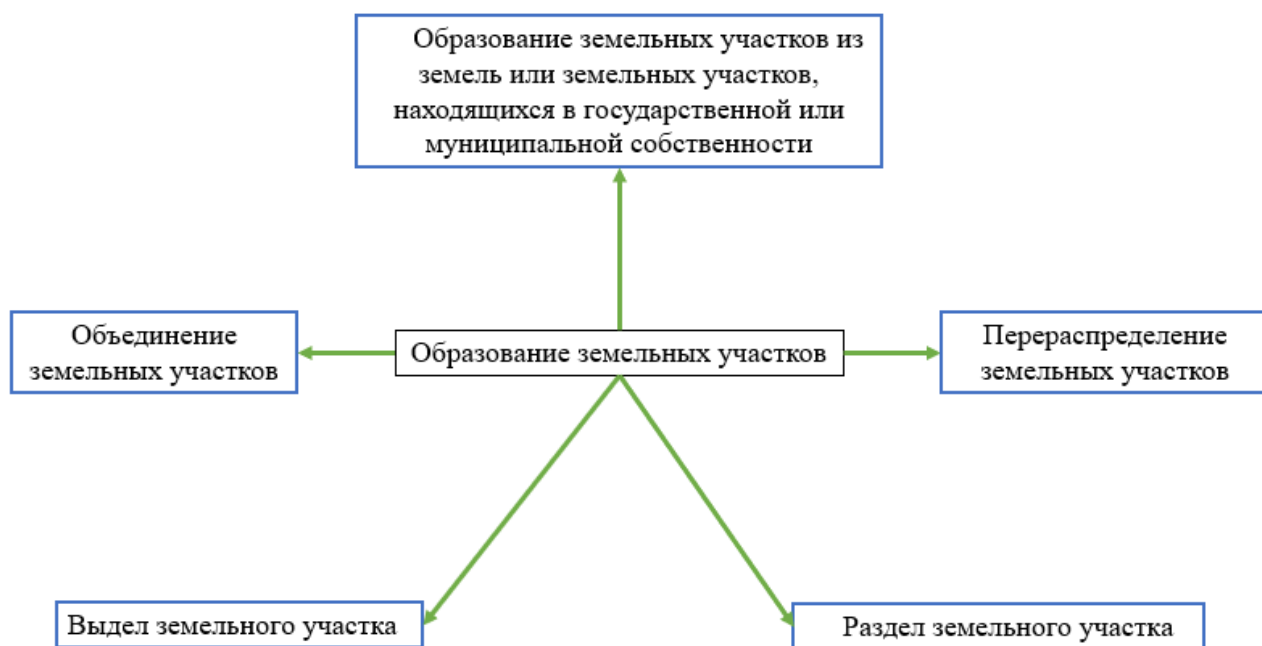 Образование земельных участков из
земель или земельных участков,
находящихся в государственной или
муниципальной собственности
Объединение
земельных участков
Образование земельных участков
Перераспределение
земельных участков
Выдел земельного участка
Раздел земельного участка